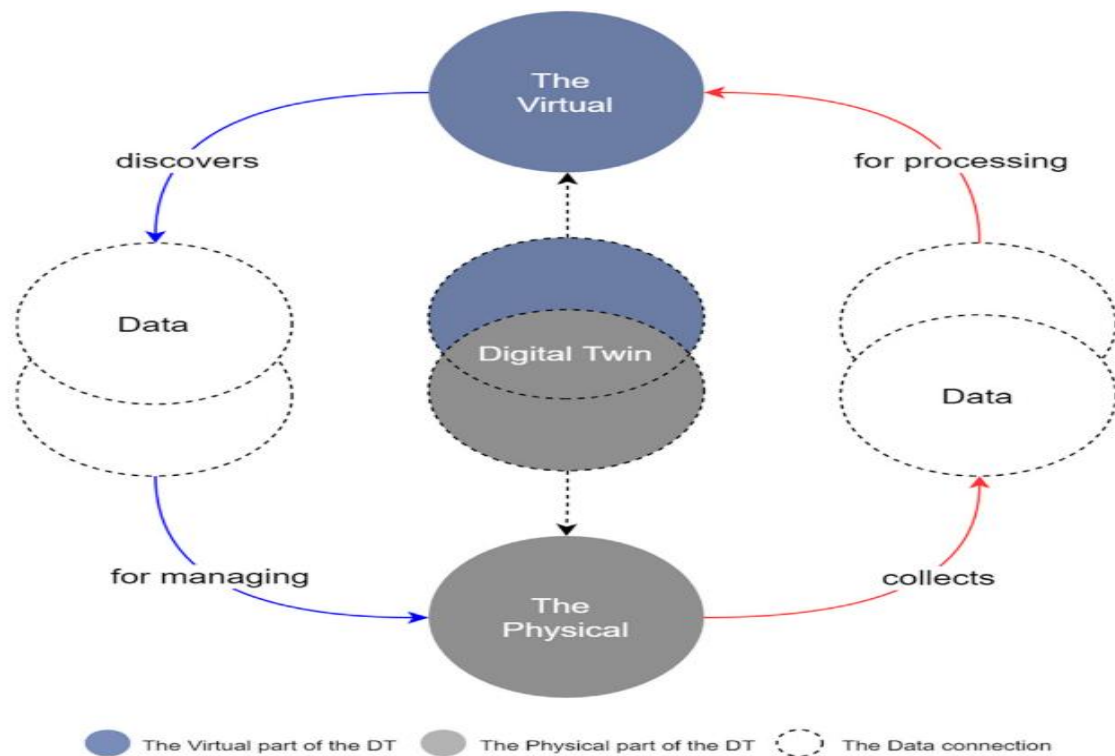 The
Virtual
discovers
for processing
Data
Digital Twin
Data
for managing
collects
The
Physical
The Virtual part of the DT
The Physical part of the DT
The Data connection